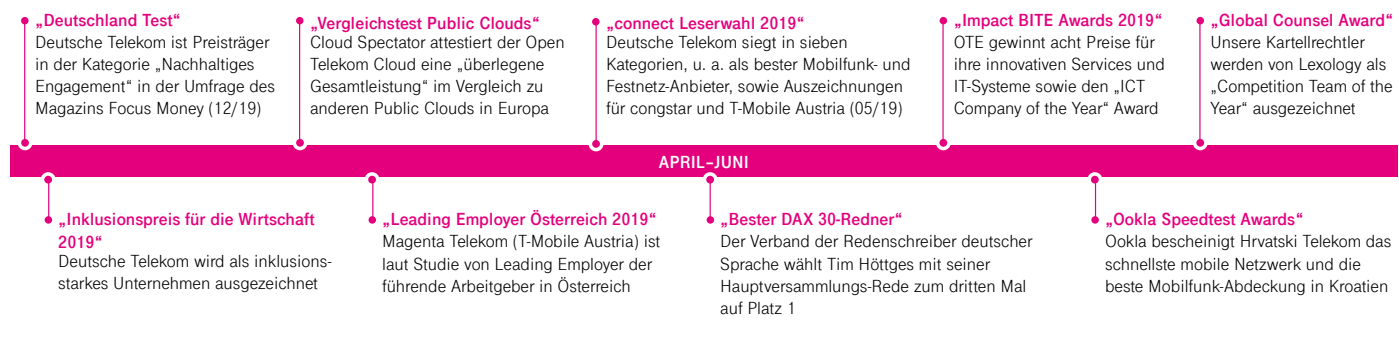 „Deutschland Test“
Deutsche Telekom ist Preisträger
in der Kategorie „Nachhaltiges
Engagement“ in der Umfrage des
Magazins Focus Money (12/19)
„Vergleichstest Public Clouds“
Cloud Spectator attestiert der Open
Telekom Cloud eine „überlegene
Gesamtleistung“ im Vergleich zu
anderen Public Clouds in Europa
„connect Leserwahl 2019“
Deutsche Telekom siegt in sieben
Kategorien, u. a. als bester Mobilfunk- und
Festnetz-Anbieter, sowie Auszeichnungen
für congstar und T-Mobile Austria (05/19)
„Impact BITE Awards 2019“
OTE gewinnt acht Preise für
ihre innovativen Services und
IT-Systeme sowie den „ICT
Company of the Year“ Award
„Global Counsel Award“
Unsere Kartellrechtler
werden von Lexology als
„Competition Team of the
Year“ ausgezeichnet
APRIL–JUNI
„Inklusionspreis für die Wirtschaft
2019“
Deutsche Telekom wird als inklusions-
starkes Unternehmen ausgezeichnet
„Leading Employer Österreich 2019“
Magenta Telekom (T-Mobile Austria) ist
laut Studie von Leading Employer der
führende Arbeitgeber in Österreich
„Bester DAX 30-Redner“
Der Verband der Redenschreiber deutscher
Sprache wählt Tim Höttges mit seiner
Hauptversammlungs-Rede zum dritten Mal
auf Platz 1
„Ookla Speedtest Awards“
Ookla bescheinigt Hrvatski Telekom das
schnellste mobile Netzwerk und die
beste Mobilfunk-Abdeckung in Kroatien